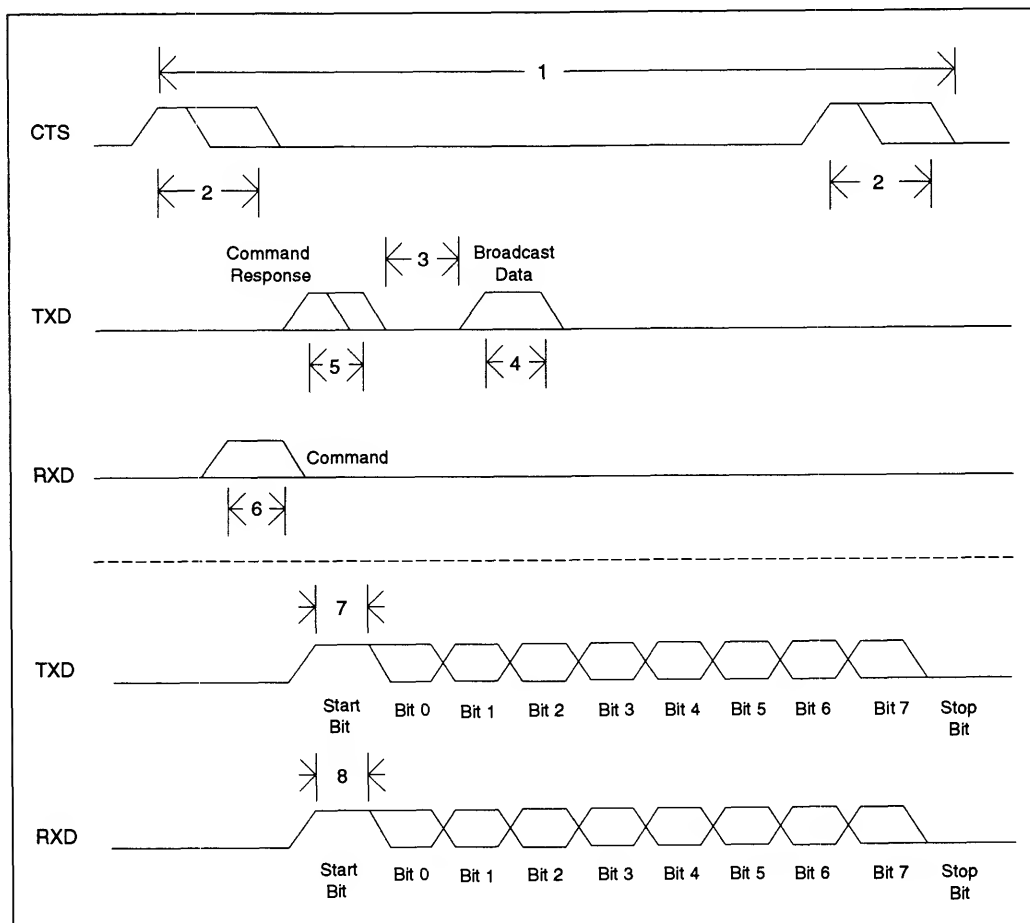 1
CTS
2
2
Command
Response
3
Broadcast
Data
TXD
5
4
RXD
Command
6
7
TXD
Start
Bit
Bit 0
Bit 1
Bit 2
Bit 3
Bit 4
Bit 5
Bit 6
Bit 7
Stop
Bit
8
RXD
Start
Bit
Bit 0
Bit 1
Bit 2
Bit 3
Bit 4
Bit 5
Bit 6
Bit 7
Stop
Bit